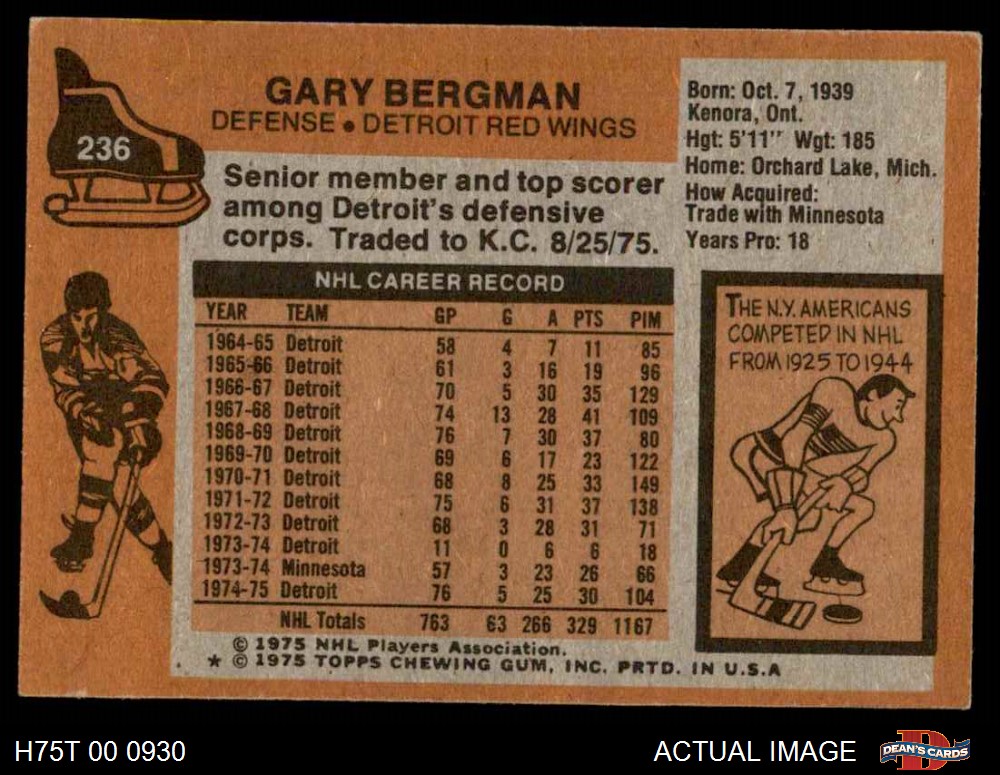 236
GARY BERGMAN
DEFENSE • DETROIT RED WINGS
Senior member and top scorer
among Detroit's defensive
corps. Traded to K.C. 8/25/75.
Born: Oct. 7, 1939
Kenora, Ont.
Hgt: 5'11" Wgt: 185
Home: Orchard Lake, Mich.
How Acquired:
Trade with Minnesota
Years Pro: 18
NHL CAREER RECORD
YEAR TEAM GP G A PTS PIM
1964-65 Detroit 58 4 7 11 85
1965-66 Detroit 61 3 16 19 96
1966-67 Detroit 70 5 30 35 129
1967-68 Detroit 74 13 28 41 109
1968-69 Detroit 76 7 30 37 80
1969-70 Detroit 69 6 17 23 122
1970-71 Detroit 68 8 25 33 149
1971-72 Detroit 75 6 31 37 138
1972-73 Detroit 68 3 28 31 71
1973-74 Detroit 11 0 6 6 18
1973-74 Minnesota 57 3 23 26 66
1974-75 Detroit 76 5 25 30 104
NHL Totals 763 63 266 329 1167
© 1975 NHL Players Association.
* © 1975 TOPPS CHEWING GUM, INC. PRTD. IN U.S.A
THE N.Y. AMERICANS
COMPETED IN NHL
FROM 1925 TO 1944
H75T 00 0930
ACTUAL IMAGE
D
DEAN'S CARDS